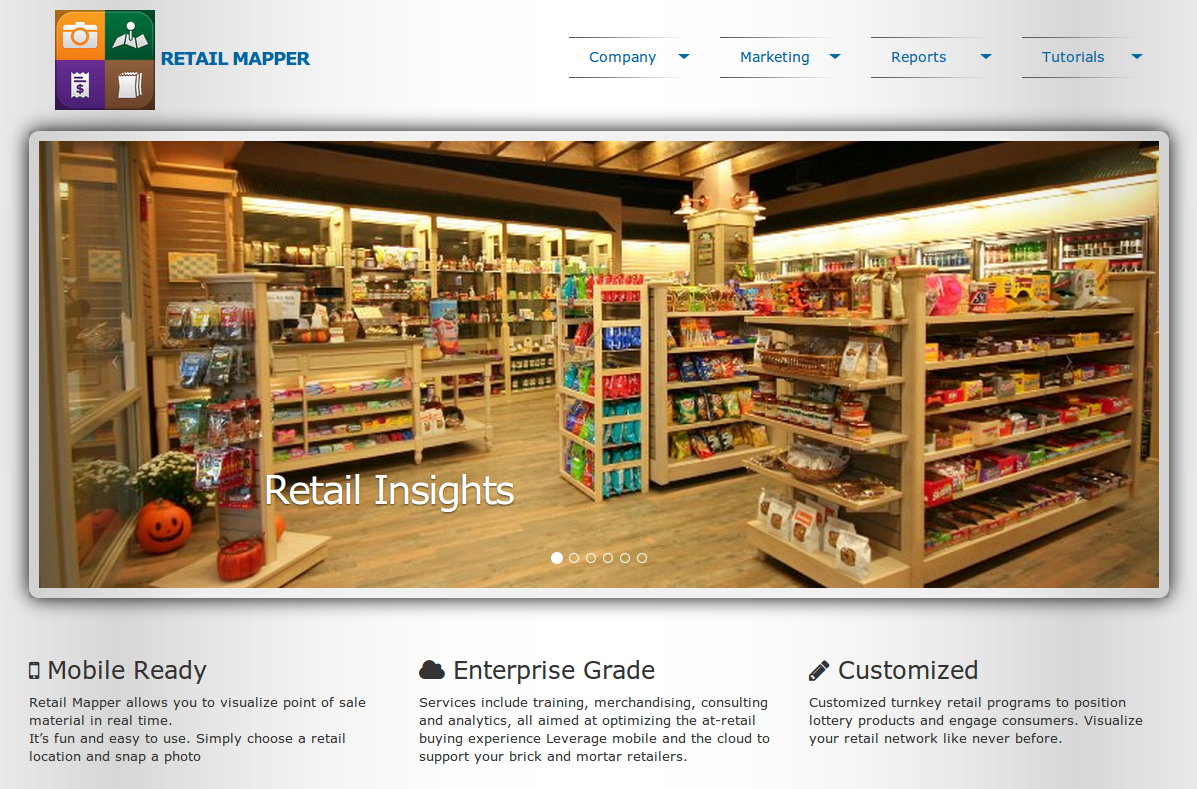 RETAIL MAPPER
Company
Marketing
Reports
Tutorials
Retail Insights
Mobile Ready
Retail Mapper allows you to visualize point of sale
material in real time.
It’s fun and easy to use. Simply choose a retail
location and snap a photo
Enterprise Grade
Services include training, merchandising, consulting
and analytics, all aimed at optimizing the at-retail
buying experience Leverage mobile and the cloud to
support your brick and mortar retailers.
Customized
Customized turnkey retail programs to position
lottery products and engage consumers. Visualize
your retail network like never before.